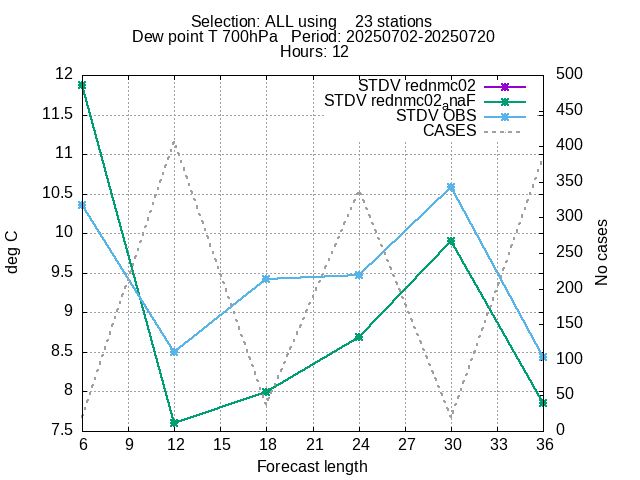 Selection: ALL using    23 stations
Dew point T 700hPa   Period: 20250702-20250720
Hours: 12
STDV rednmc02
STDV rednmc02anaF
STDV OBS
CASES
12
11.5
11
10.5
10
9.5
9
8.5
8
7.5
deg C
500
450
400
350
300
250
200
150
100
50
0
No cases
6 9 12 15 18 21 24 27 30 33 36
Forecast length